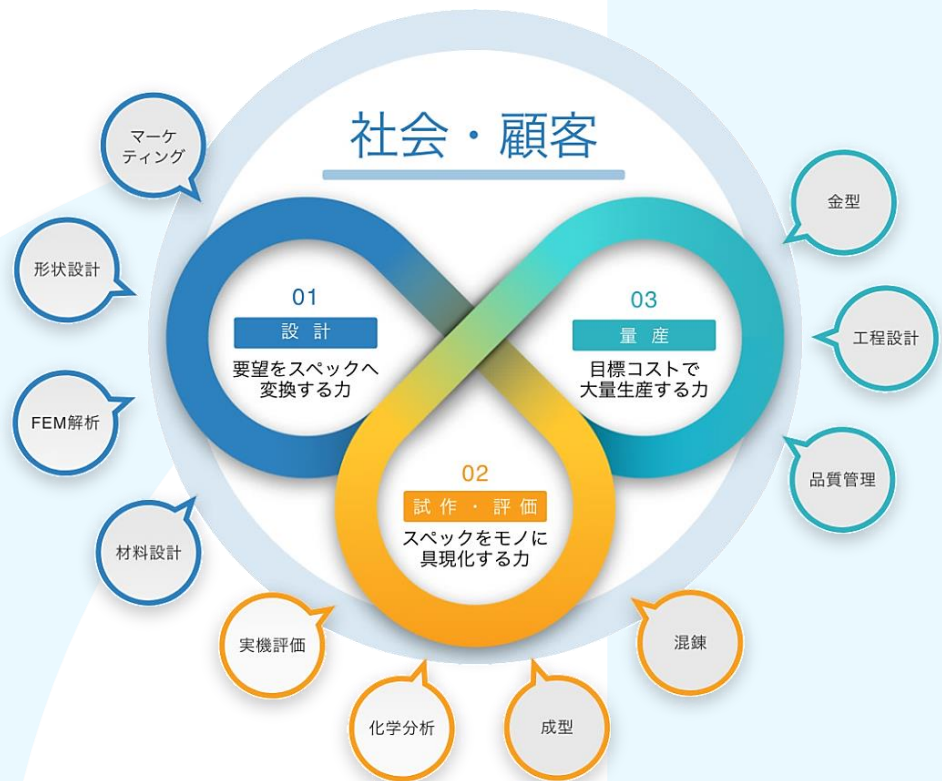 社会・顧客
マーケ
ティング
形状設計
FEM解析
材料設計
01
設計
要望をスペックへ
変換する力
02
試作・評価
スペックをモノに
具現化する力
03
量産
目標コストで
大量生産する力
実機評価
化学分析
成型
混錬
金型
工程設計
品質管理